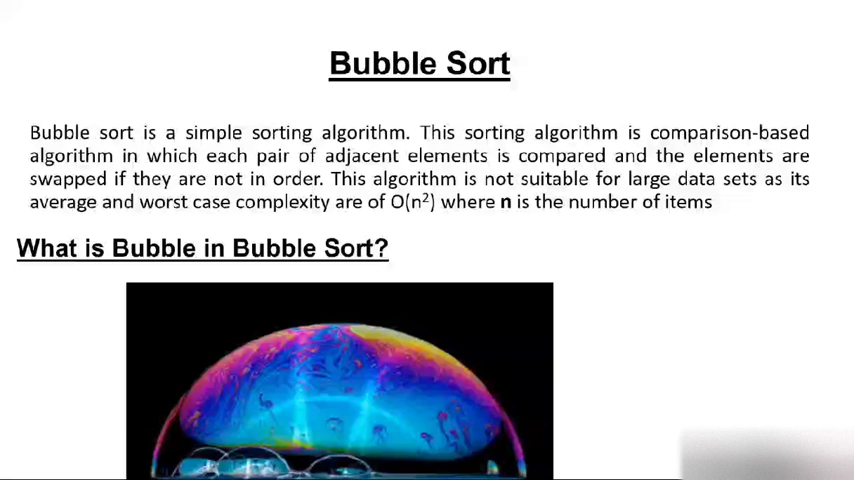 Bubble Sort
Bubble sort is a simple sorting algorithm. This sorting algorithm is comparison-based
algorithm in which each pair of adjacent elements is compared and the elements are
swapped if they are not in order. This algorithm is not suitable for large data sets as its
average and worst case complexity are of O(n²) where n is the number of items
What is Bubble in Bubble Sort?